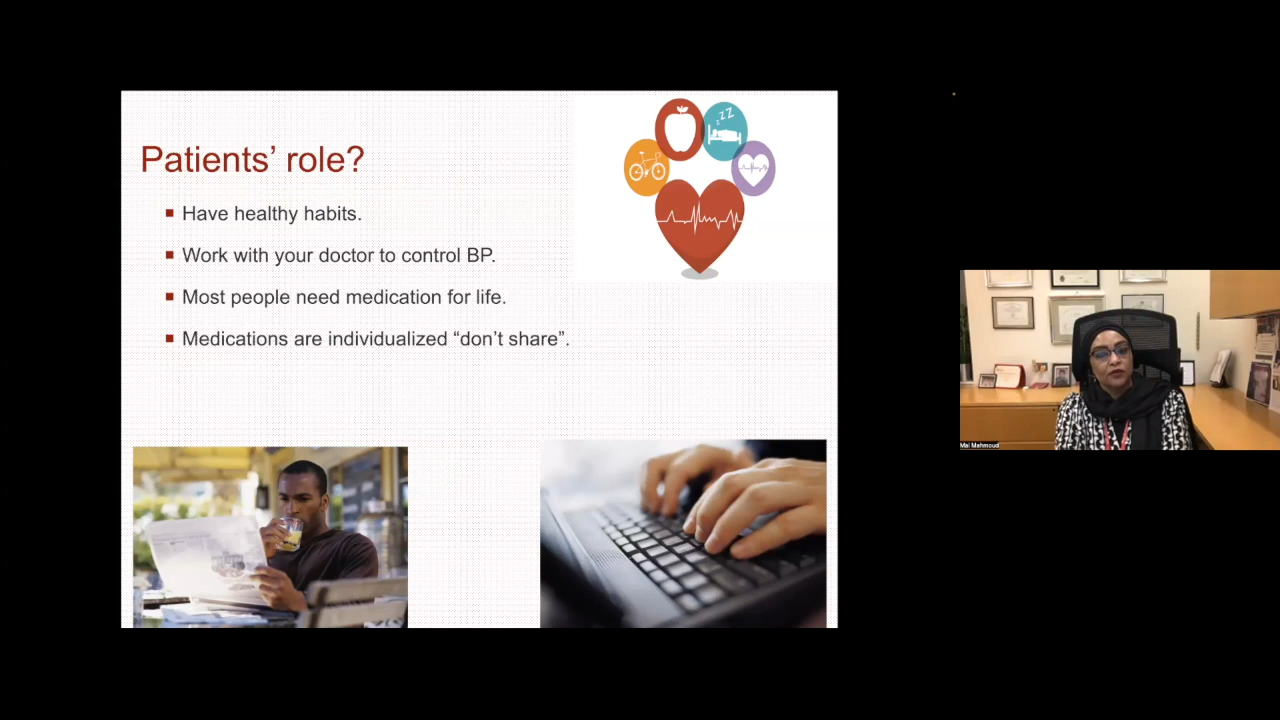 Patients’ role?
Have healthy habits.
Work with your doctor to control BP.
Most people need medication for life.
Medications are individualized “don’t share”.
zZZ
Mai Mahmoud